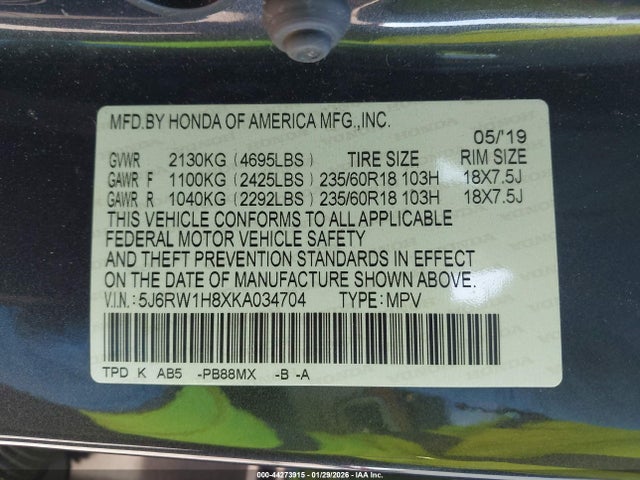 MFD.BY HONDA OF AMERICA MFG.,INC.
05/'19
GVWR 2130KG (4695LBS) TIRE SIZE RIM SIZE
GAWR F 1100KG (2425LBS) 235/60R18 103H 18X7.5J
GAWR R 1040KG (2292LBS) 235/60R18 103H 18X7.5J
THIS VEHICLE CONFORMS TO ALL APPLICABLE
FEDERAL MOTOR VEHICLE SAFETY
AND THEFT PREVENTION STANDARDS IN EFFECT
ON THE DATE OF MANUFACTURE SHOWN ABOVE.
V.I.N.: 5J6RW1H8XKA034704 TYPE: MPV
TPD K AB5 -PB88MX -B -A
000-44273915 - 01/29/2026 - IAA Inc.